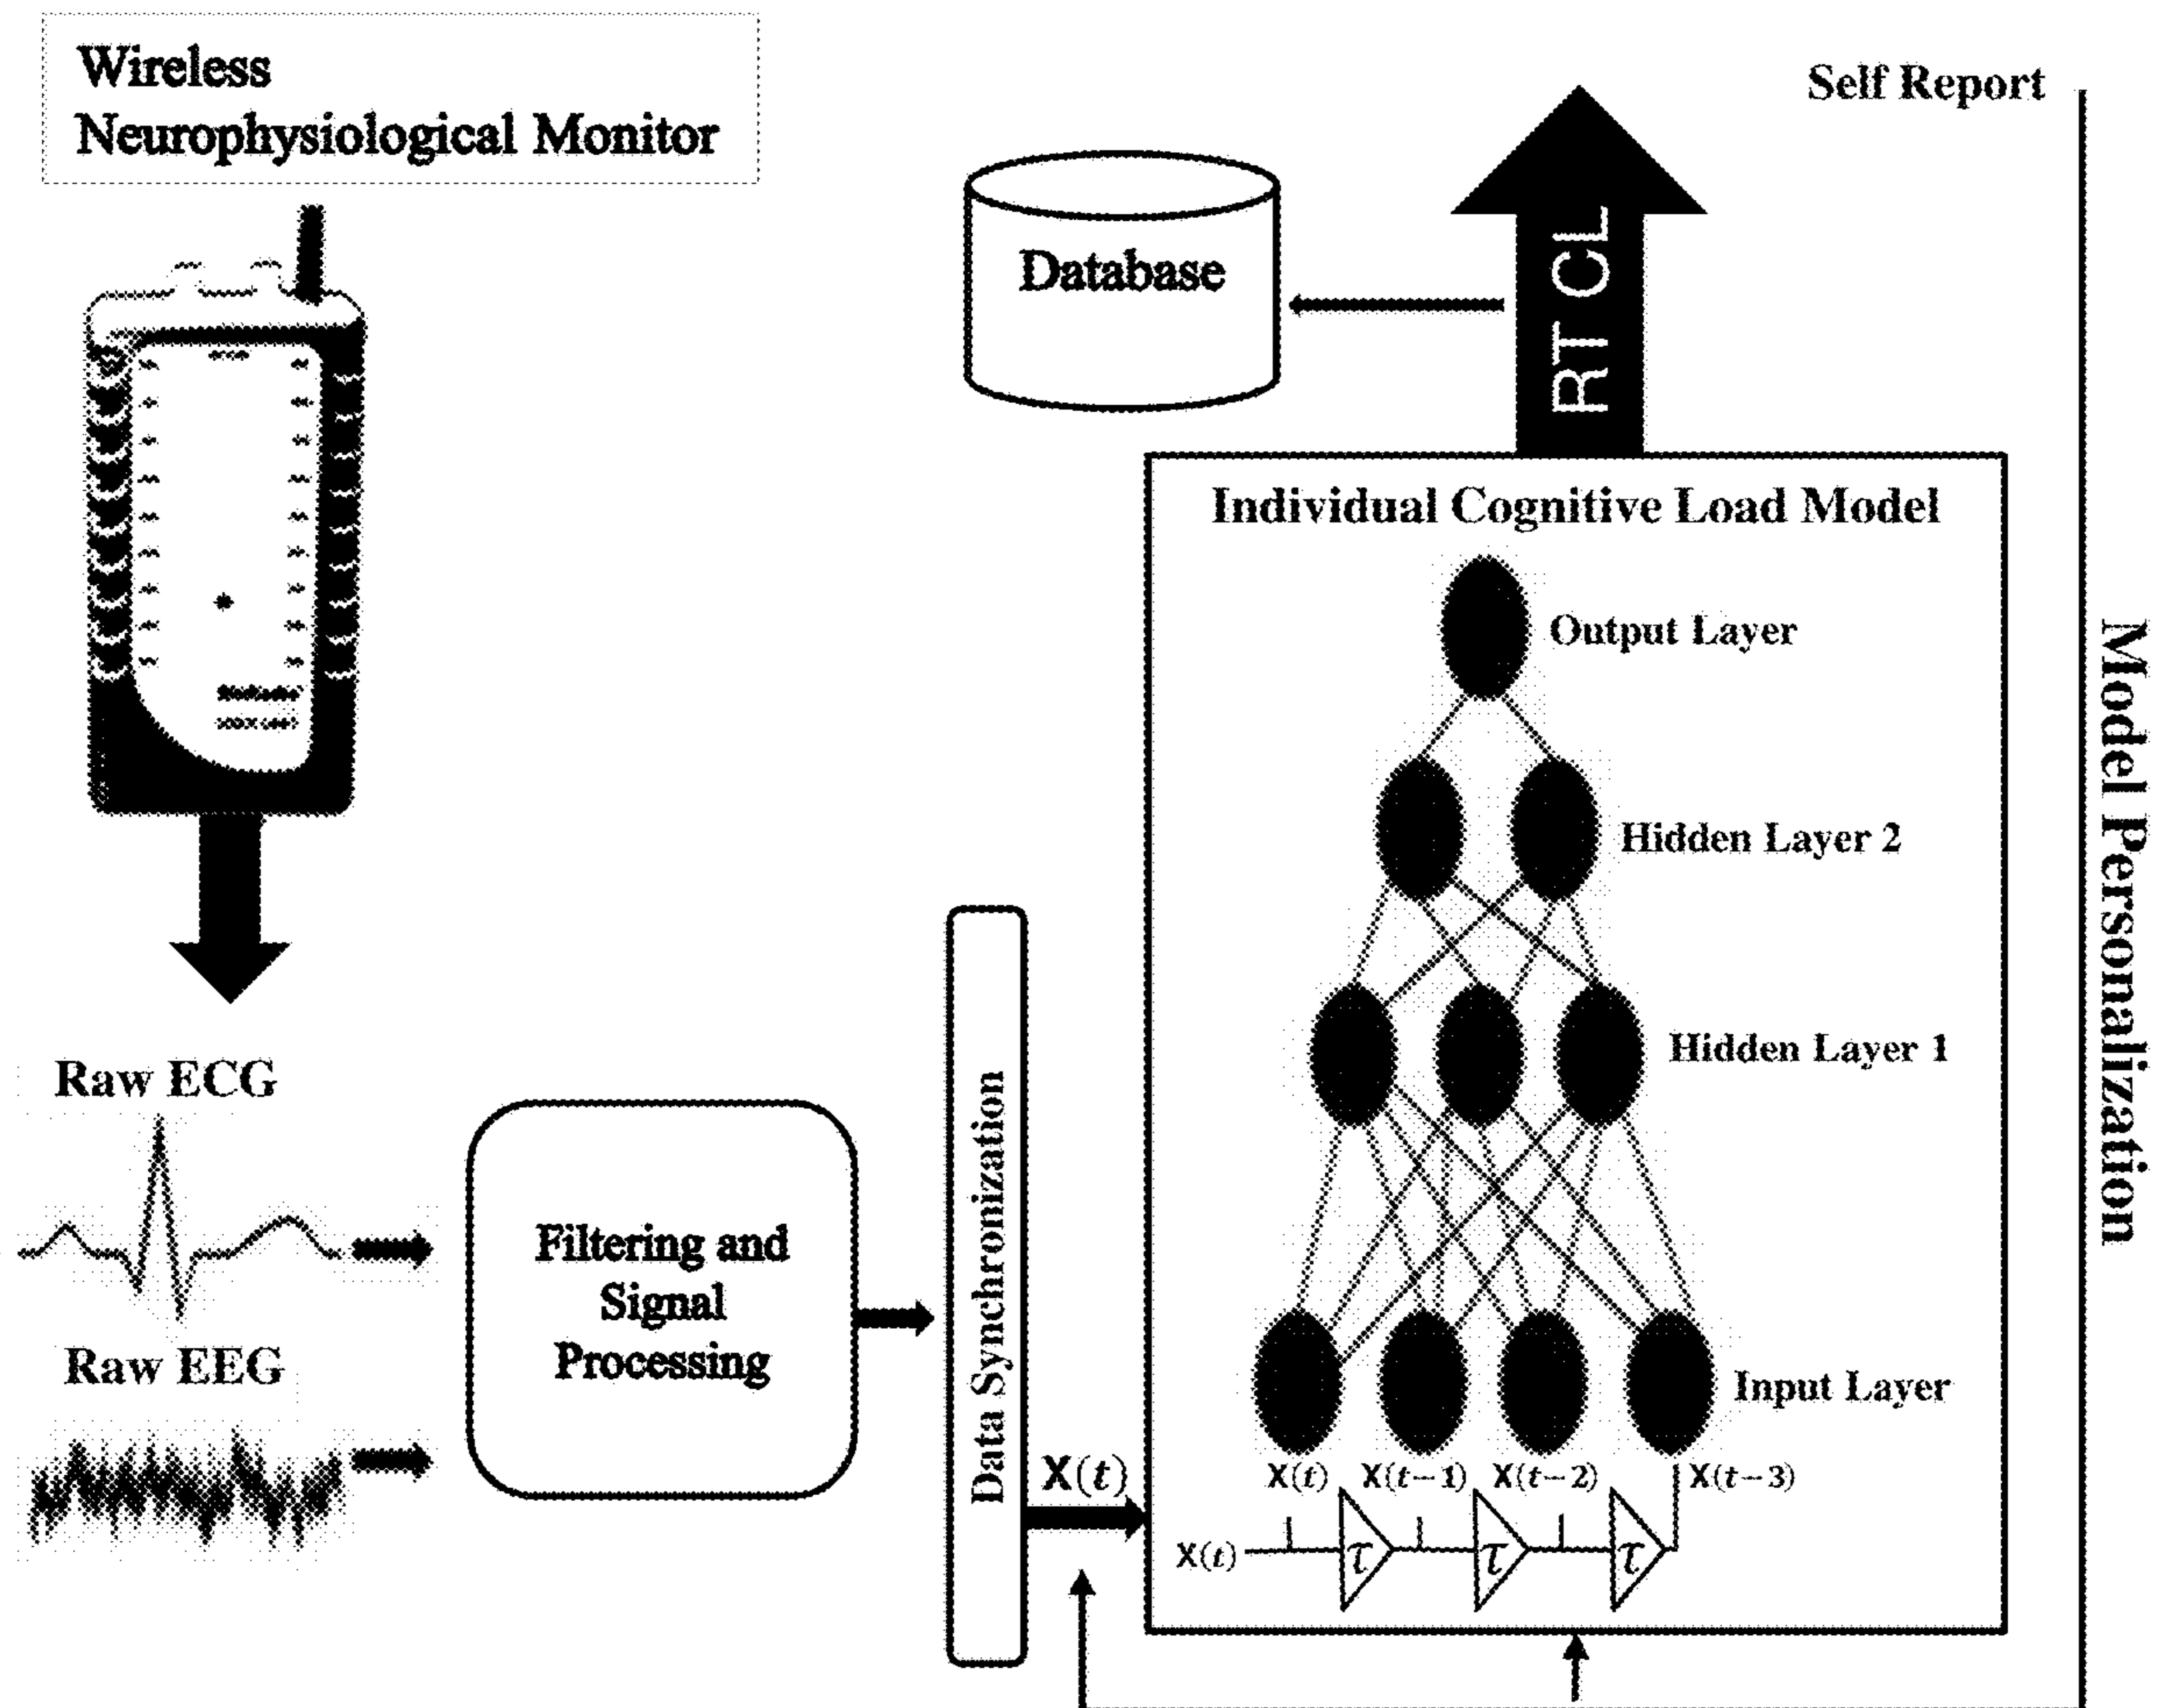 Wireless
Neurophysiological Monitor
Self Report
Database
RT CL
Individual Cognitive Load Model
Output Layer
Hidden Layer 2
Hidden Layer 1
Input Layer
Model Personalization
Raw ECG
Raw EEG
Filtering and
Signal
Processing
Data Synchronization
X(t)
X(t) X(t−1) X(t−2) X(t−3)
X(t) τ τ τ